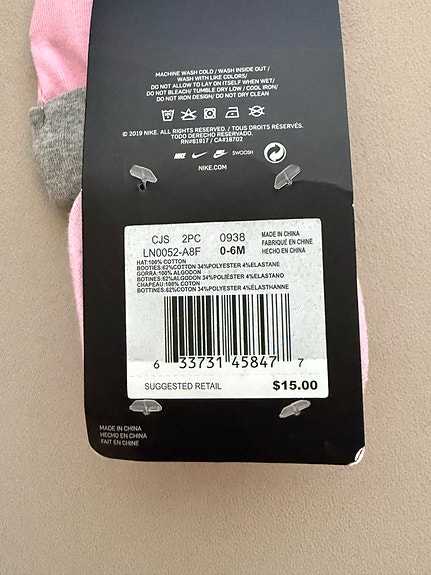 MACHINE WASH COLD / WASH INSIDE OUT /
WASH WITH LIKE COLORS/
DO NOT ALLOW TO LAY ON ITSELF WHEN WET/
DO NOT BLEACH/ TUMBLE DRY LOW / COOL IRON/
DO NOT IRON DESIGN/ DO NOT DRY CLEAN
© 2019 NIKE. ALL RIGHTS RESERVED. / TOUS DROITS RÉSERVÉS.
TODO DERECHO RESERVADO.
RN#81917 / CA#18702
NIKE SWOOSH
NIKE.COM
CJS 2PC 0938 MADE IN CHINA
LN0052-A8F 0-6M FABRIQUÉ EN CHINE
HECHO EN CHINA
HAT:100% COTTON
BOOTIES:62%COTTON 34%POLYESTER 4%ELASTANE
GORRA:100% ALGODON
BOTINES:62%ALGODON 34%POLIÉSTER 4%ELASTANO
CHAPEAU:100% COTON
BOTTINES:62%COTON 34%POLYESTER 4%ELASTHANNE
6 33731 45847 7
SUGGESTED RETAIL $15.00
MADE IN CHINA
HECHO EN CHINA
FAIT EN CHINE